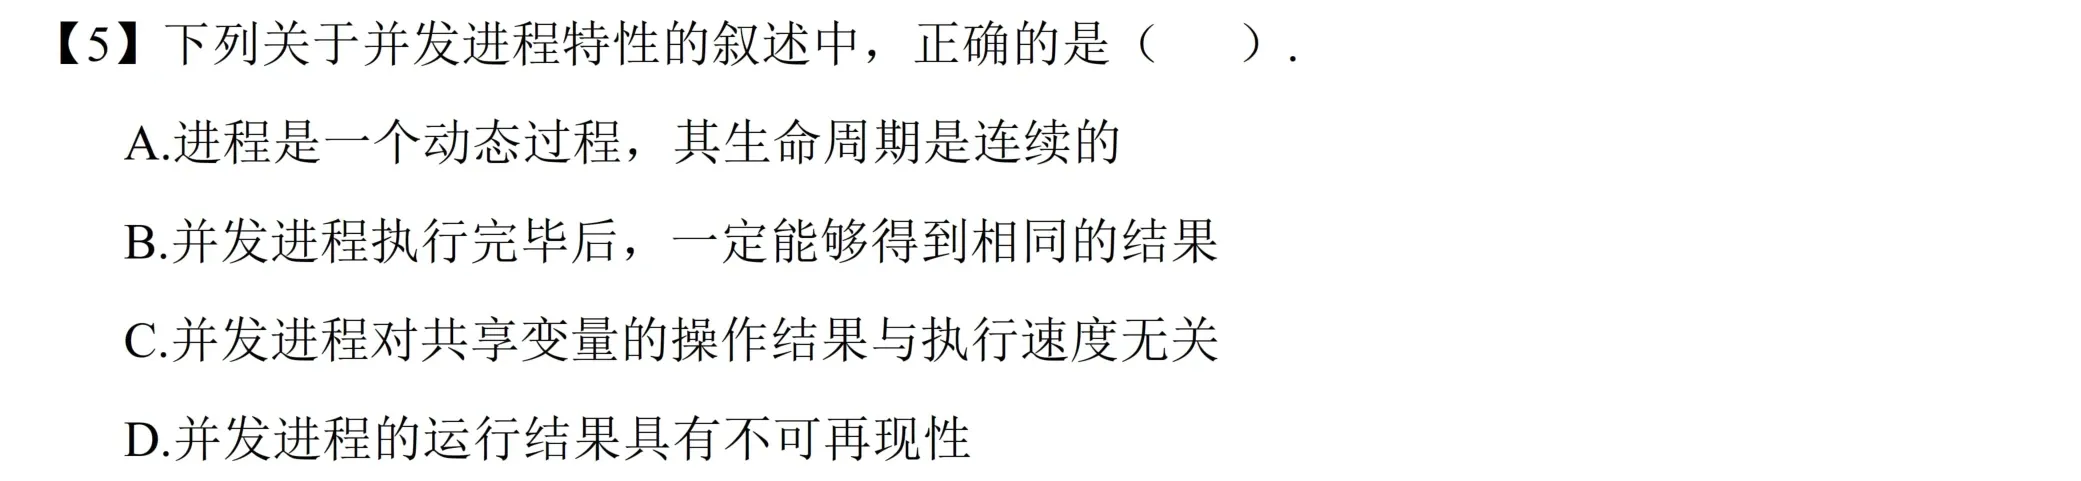 【5】下列关于并发进程特性的叙述中，正确的是（　　）.
A.进程是一个动态过程，其生命周期是连续的
B.并发进程执行完毕后，一定能够得到相同的结果
C.并发进程对共享变量的操作结果与执行速度无关
D.并发进程的运行结果具有不可再现性